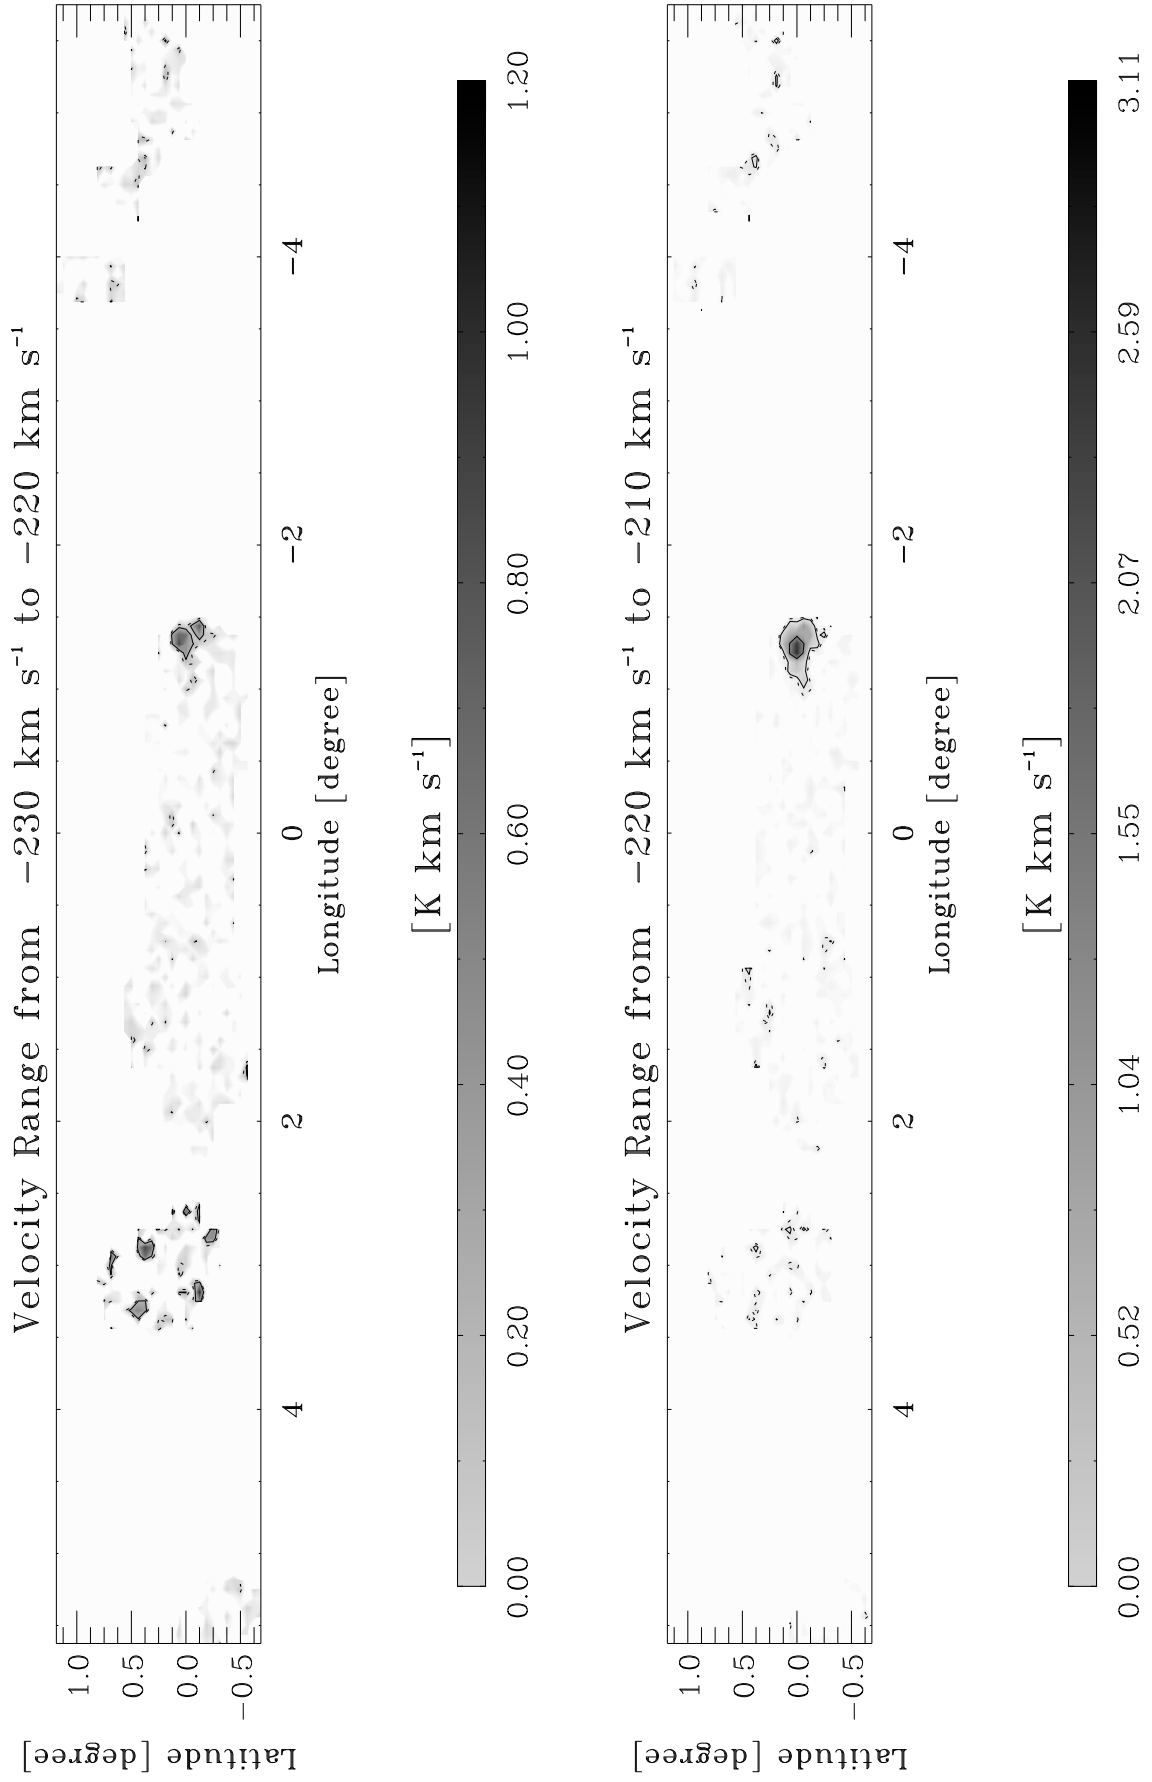 Velocity Range from −230 km s⁻¹ to −220 km s⁻¹
Latitude [degree]
1.0
0.5
0.0
−0.5
4 2 0 −2 −4
Longitude [degree]
[K km s⁻¹]
0.00 0.20 0.40 0.60 0.80 1.00 1.20
Velocity Range from −220 km s⁻¹ to −210 km s⁻¹
Latitude [degree]
1.0
0.5
0.0
−0.5
4 2 0 −2 −4
Longitude [degree]
[K km s⁻¹]
0.00 0.52 1.04 1.55 2.07 2.59 3.11